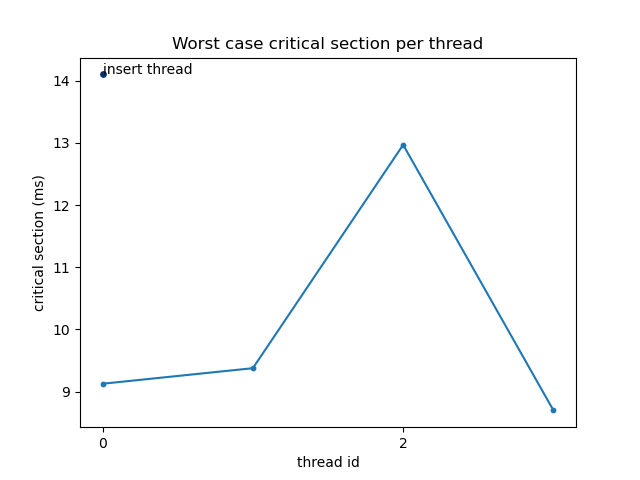 Worst case critical section per thread
insert thread
14
13
12
11
10
9
critical section (ms)
0
2
thread id